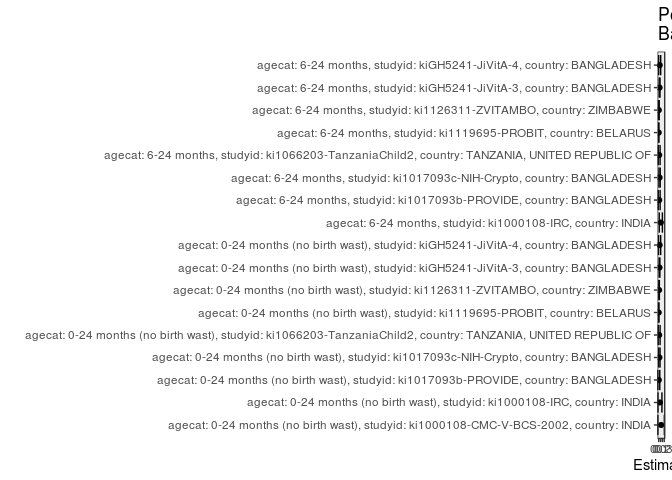 Po
Ba
agecat: 6-24 months, studyid: kiGH5241-JiVitA-4, country: BANGLADESH
agecat: 6-24 months, studyid: kiGH5241-JiVitA-3, country: BANGLADESH
agecat: 6-24 months, studyid: ki1126311-ZVITAMBO, country: ZIMBABWE
agecat: 6-24 months, studyid: ki1119695-PROBIT, country: BELARUS
agecat: 6-24 months, studyid: ki1066203-TanzaniaChild2, country: TANZANIA, UNITED REPUBLIC OF
agecat: 6-24 months, studyid: ki1017093c-NIH-Crypto, country: BANGLADESH
agecat: 6-24 months, studyid: ki1017093b-PROVIDE, country: BANGLADESH
agecat: 6-24 months, studyid: ki1000108-IRC, country: INDIA
agecat: 0-24 months (no birth wast), studyid: kiGH5241-JiVitA-4, country: BANGLADESH
agecat: 0-24 months (no birth wast), studyid: kiGH5241-JiVitA-3, country: BANGLADESH
agecat: 0-24 months (no birth wast), studyid: ki1126311-ZVITAMBO, country: ZIMBABWE
agecat: 0-24 months (no birth wast), studyid: ki1119695-PROBIT, country: BELARUS
agecat: 0-24 months (no birth wast), studyid: ki1066203-TanzaniaChild2, country: TANZANIA, UNITED REPUBLIC OF
agecat: 0-24 months (no birth wast), studyid: ki1017093c-NIH-Crypto, country: BANGLADESH
agecat: 0-24 months (no birth wast), studyid: ki1017093b-PROVIDE, country: BANGLADESH
agecat: 0-24 months (no birth wast), studyid: ki1000108-IRC, country: INDIA
agecat: 0-24 months (no birth wast), studyid: ki1000108-CMC-V-BCS-2002, country: INDIA
Estima